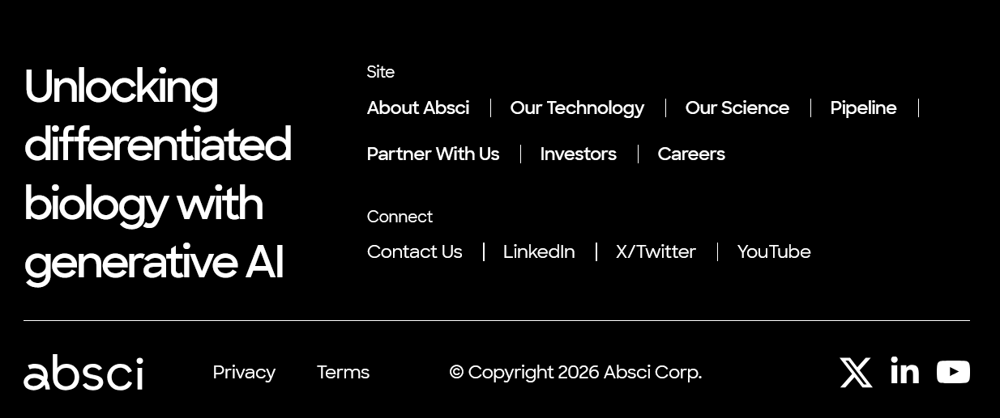 Unlocking
differentiated
biology with
generative AI
Site
About Absci | Our Technology | Our Science | Pipeline |
Partner With Us | Investors | Careers
Connect
Contact Us | LinkedIn | X/Twitter | YouTube
absci Privacy Terms © Copyright 2026 Absci Corp. X in